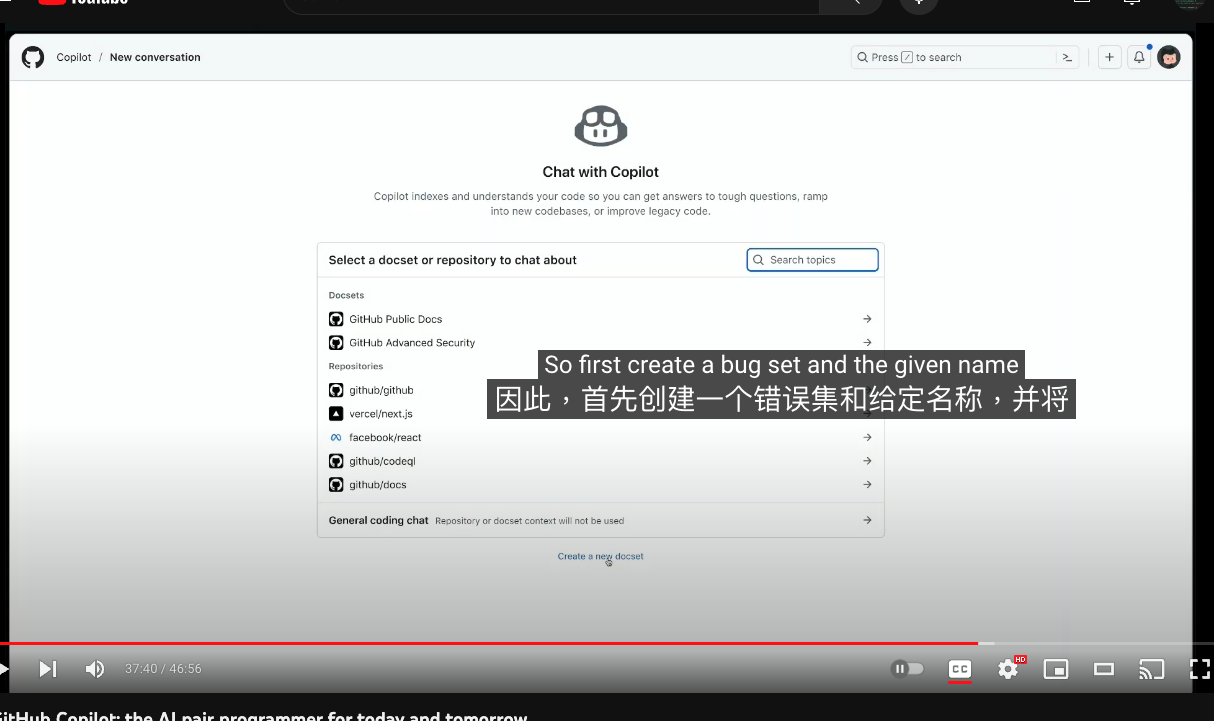 YouTube
Copilot / New conversation
Press / to search
Chat with Copilot
Copilot indexes and understands your code so you can get answers to tough questions, ramp
into new codebases, or improve legacy code.
Select a docset or repository to chat about
Search topics
Docsets
GitHub Public Docs
GitHub Advanced Security
Repositories
github/github
vercel/next.js
facebook/react
github/codeql
github/docs
So first create a bug set and the given name
因此，首先创建一个错误集和给定名称，并将
General coding chat Repository or docset context will not be used
Create a new docset
37:40 / 46:56
CC
HD
GitHub Copilot: the AI pair programmer for today and tomorrow